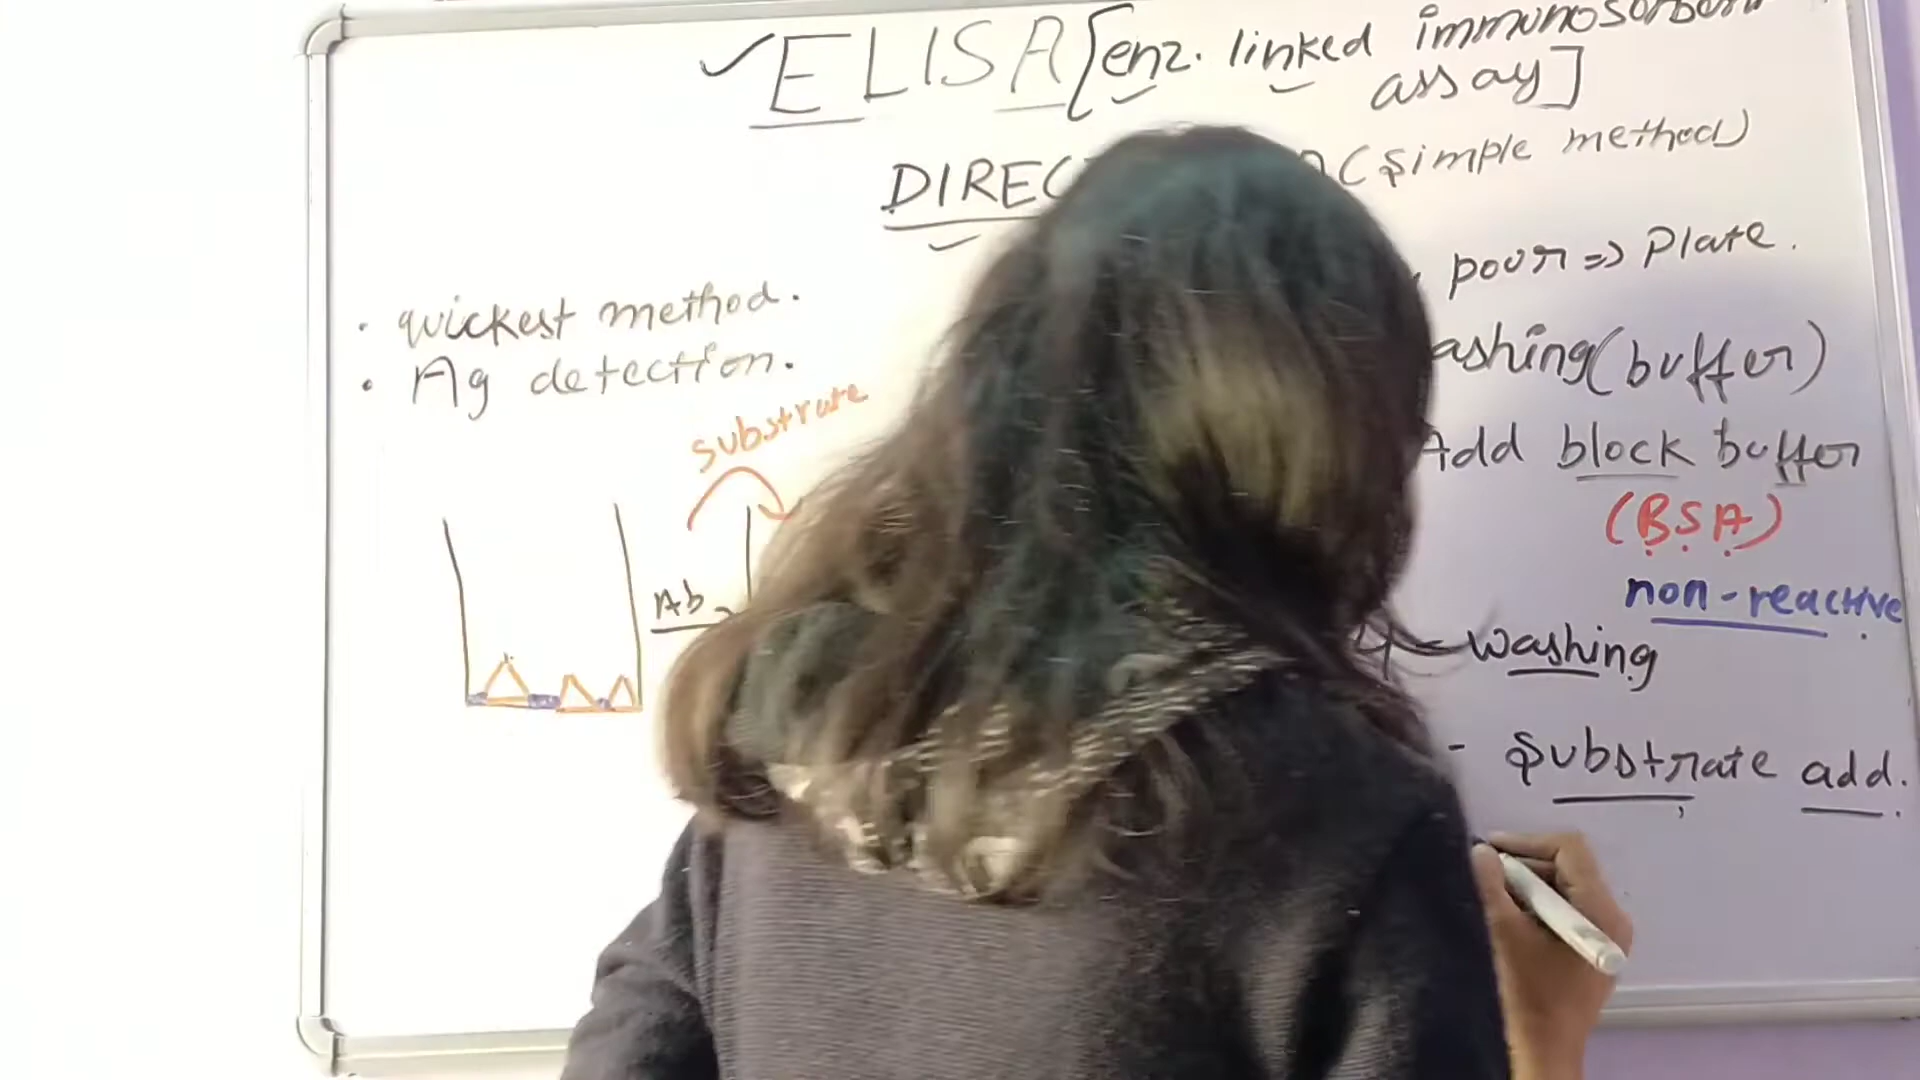 ✓ELISA [enz. linked immunosorbent
assay]
DIREC
(simple method)
pour => Plate.
• quickest method.
ashing (buffer)
• Ag detection.
Add block buffer
substrate
(BSA)
Ab
non-reactive
washing
- substrate add.